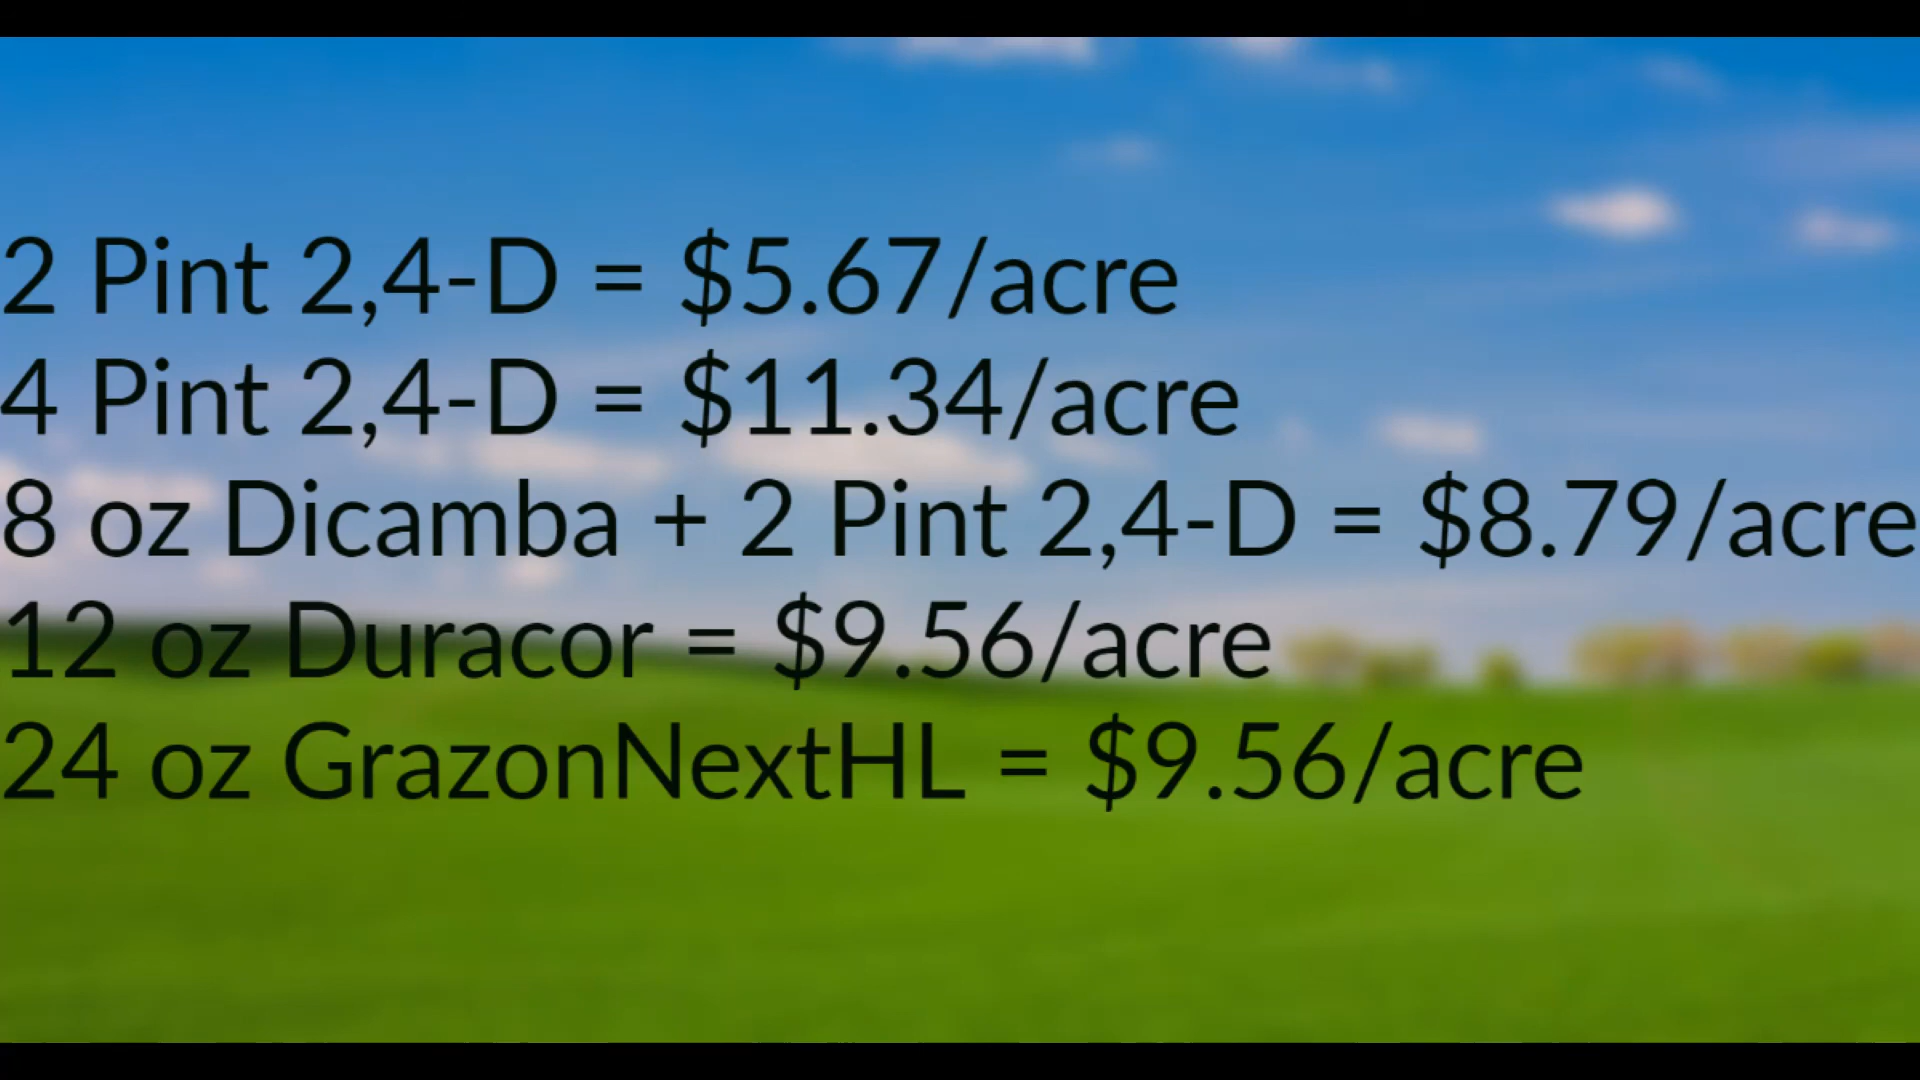 2 Pint 2,4-D = $5.67/acre
4 Pint 2,4-D = $11.34/acre
8 oz Dicamba + 2 Pint 2,4-D = $8.79/acre
12 oz Duracor = $9.56/acre
24 oz GrazonNextHL = $9.56/acre